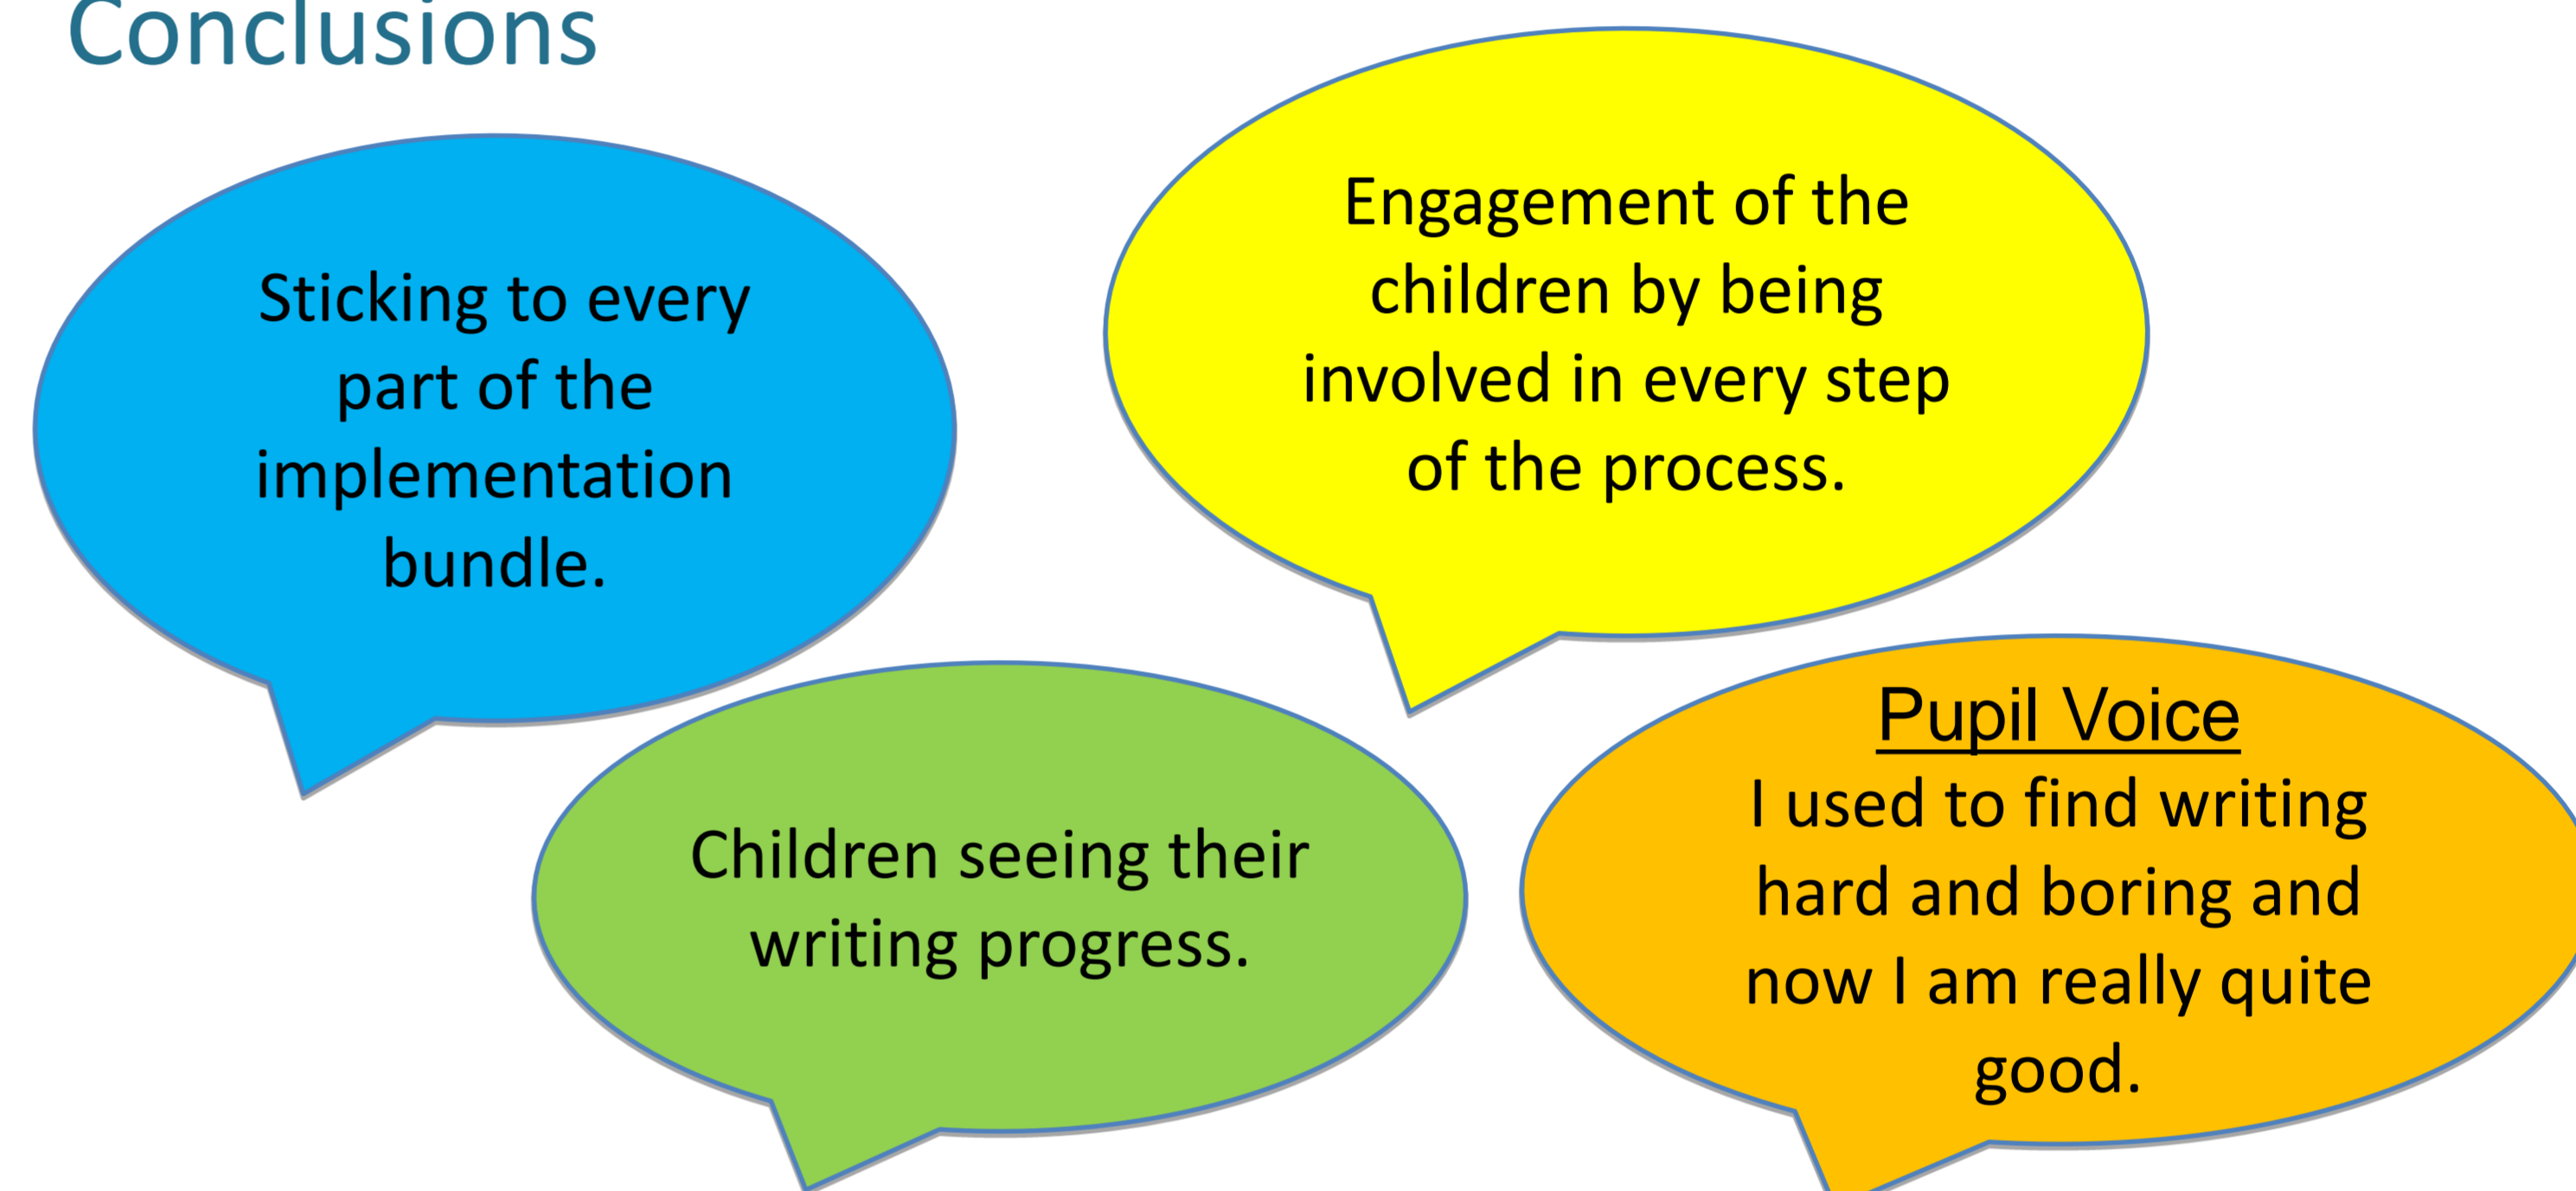 Conclusions
Sticking to every
part of the
implementation
bundle.
Engagement of the
children by being
involved in every step
of the process.
Children seeing their
writing progress.
Pupil Voice
I used to find writing
hard and boring and
now I am really quite
good.